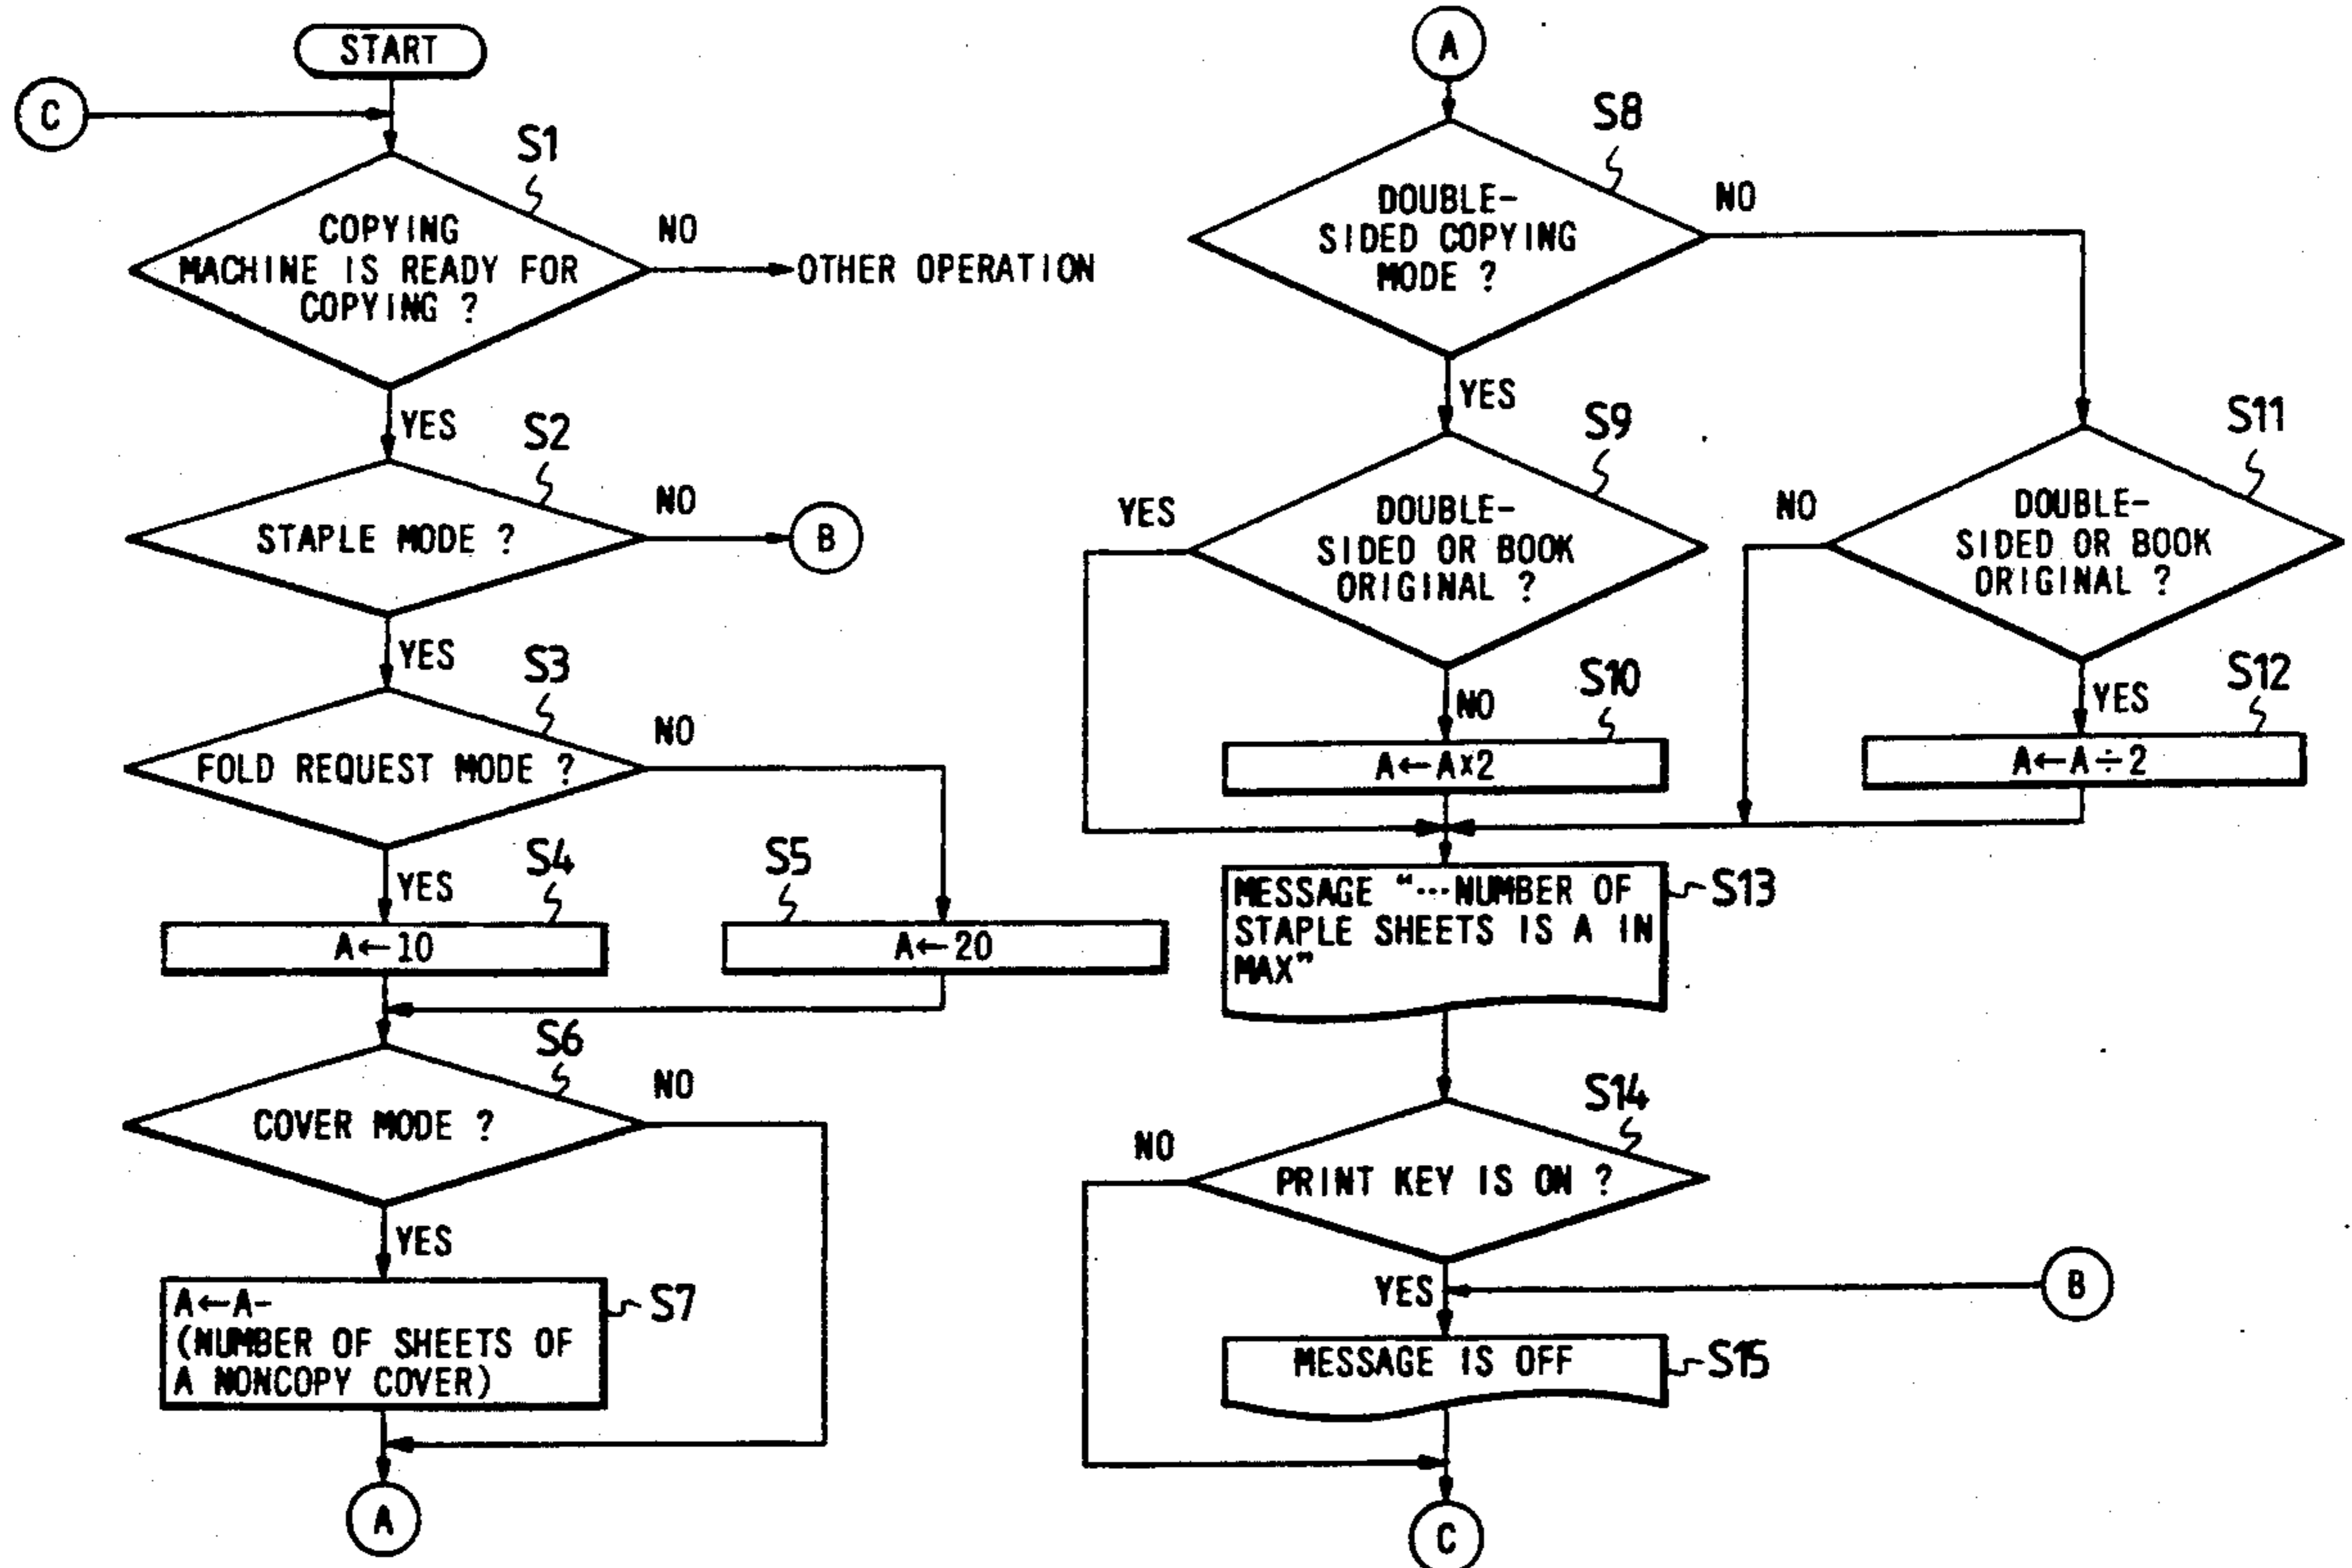 START
C
S1
COPYING
MACHINE IS READY FOR
COPYING ?
NO
OTHER OPERATION
YES
S2
STAPLE MODE ?
NO
B
YES
S3
FOLD REQUEST MODE ?
NO
YES
S4
A←10
S5
A←20
S6
COVER MODE ?
NO
YES
S7
A←A-
(NUMBER OF SHEETS OF
A NONCOPY COVER)
A
A
S8
DOUBLE-
SIDED COPYING
MODE ?
NO
YES
S9
DOUBLE-
SIDED OR BOOK
ORIGINAL ?
YES
NO
S10
A←A×2
S11
DOUBLE-
SIDED OR BOOK
ORIGINAL ?
NO
YES
S12
A←A÷2
MESSAGE “···NUMBER OF
STAPLE SHEETS IS A IN
MAX”
S13
S14
PRINT KEY IS ON ?
NO
YES
B
MESSAGE IS OFF
S15
C